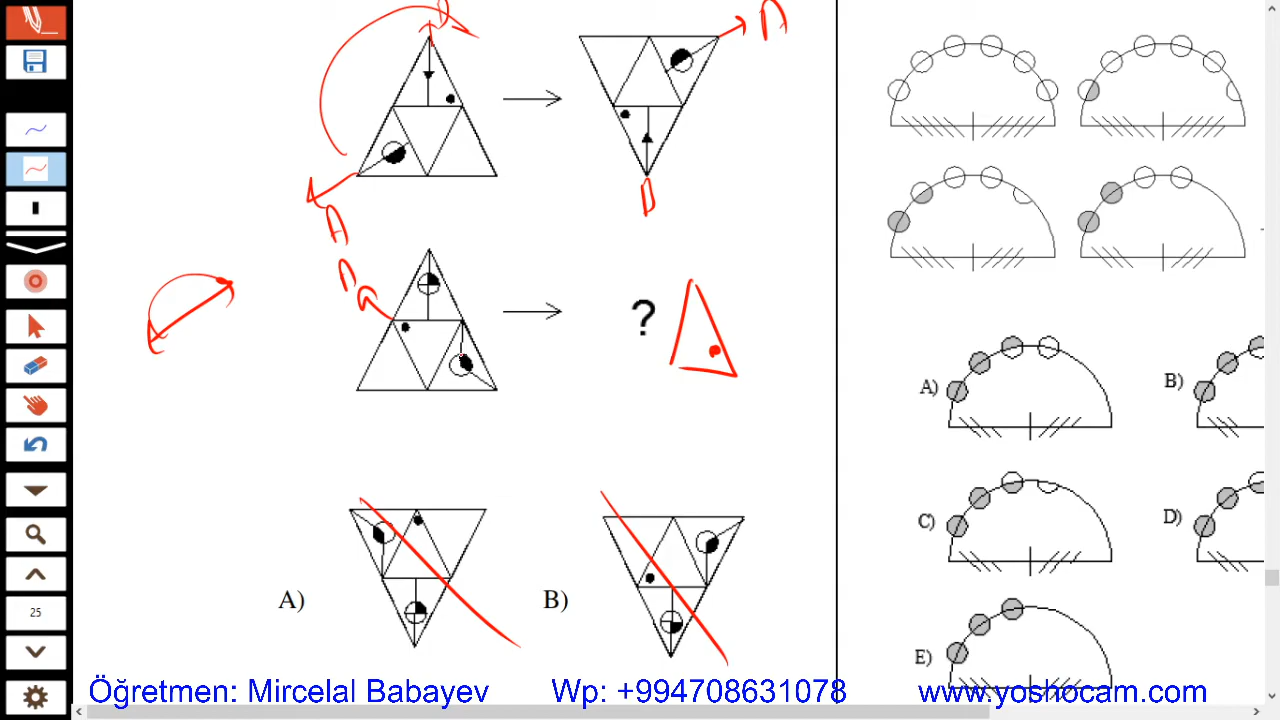 D
A
A
D
A
?
A)
B)
A)
B)
C)
D)
E)
25
Öğretmen: Mircelal Babayev Wp: +994708631078 www.yoshocam.com